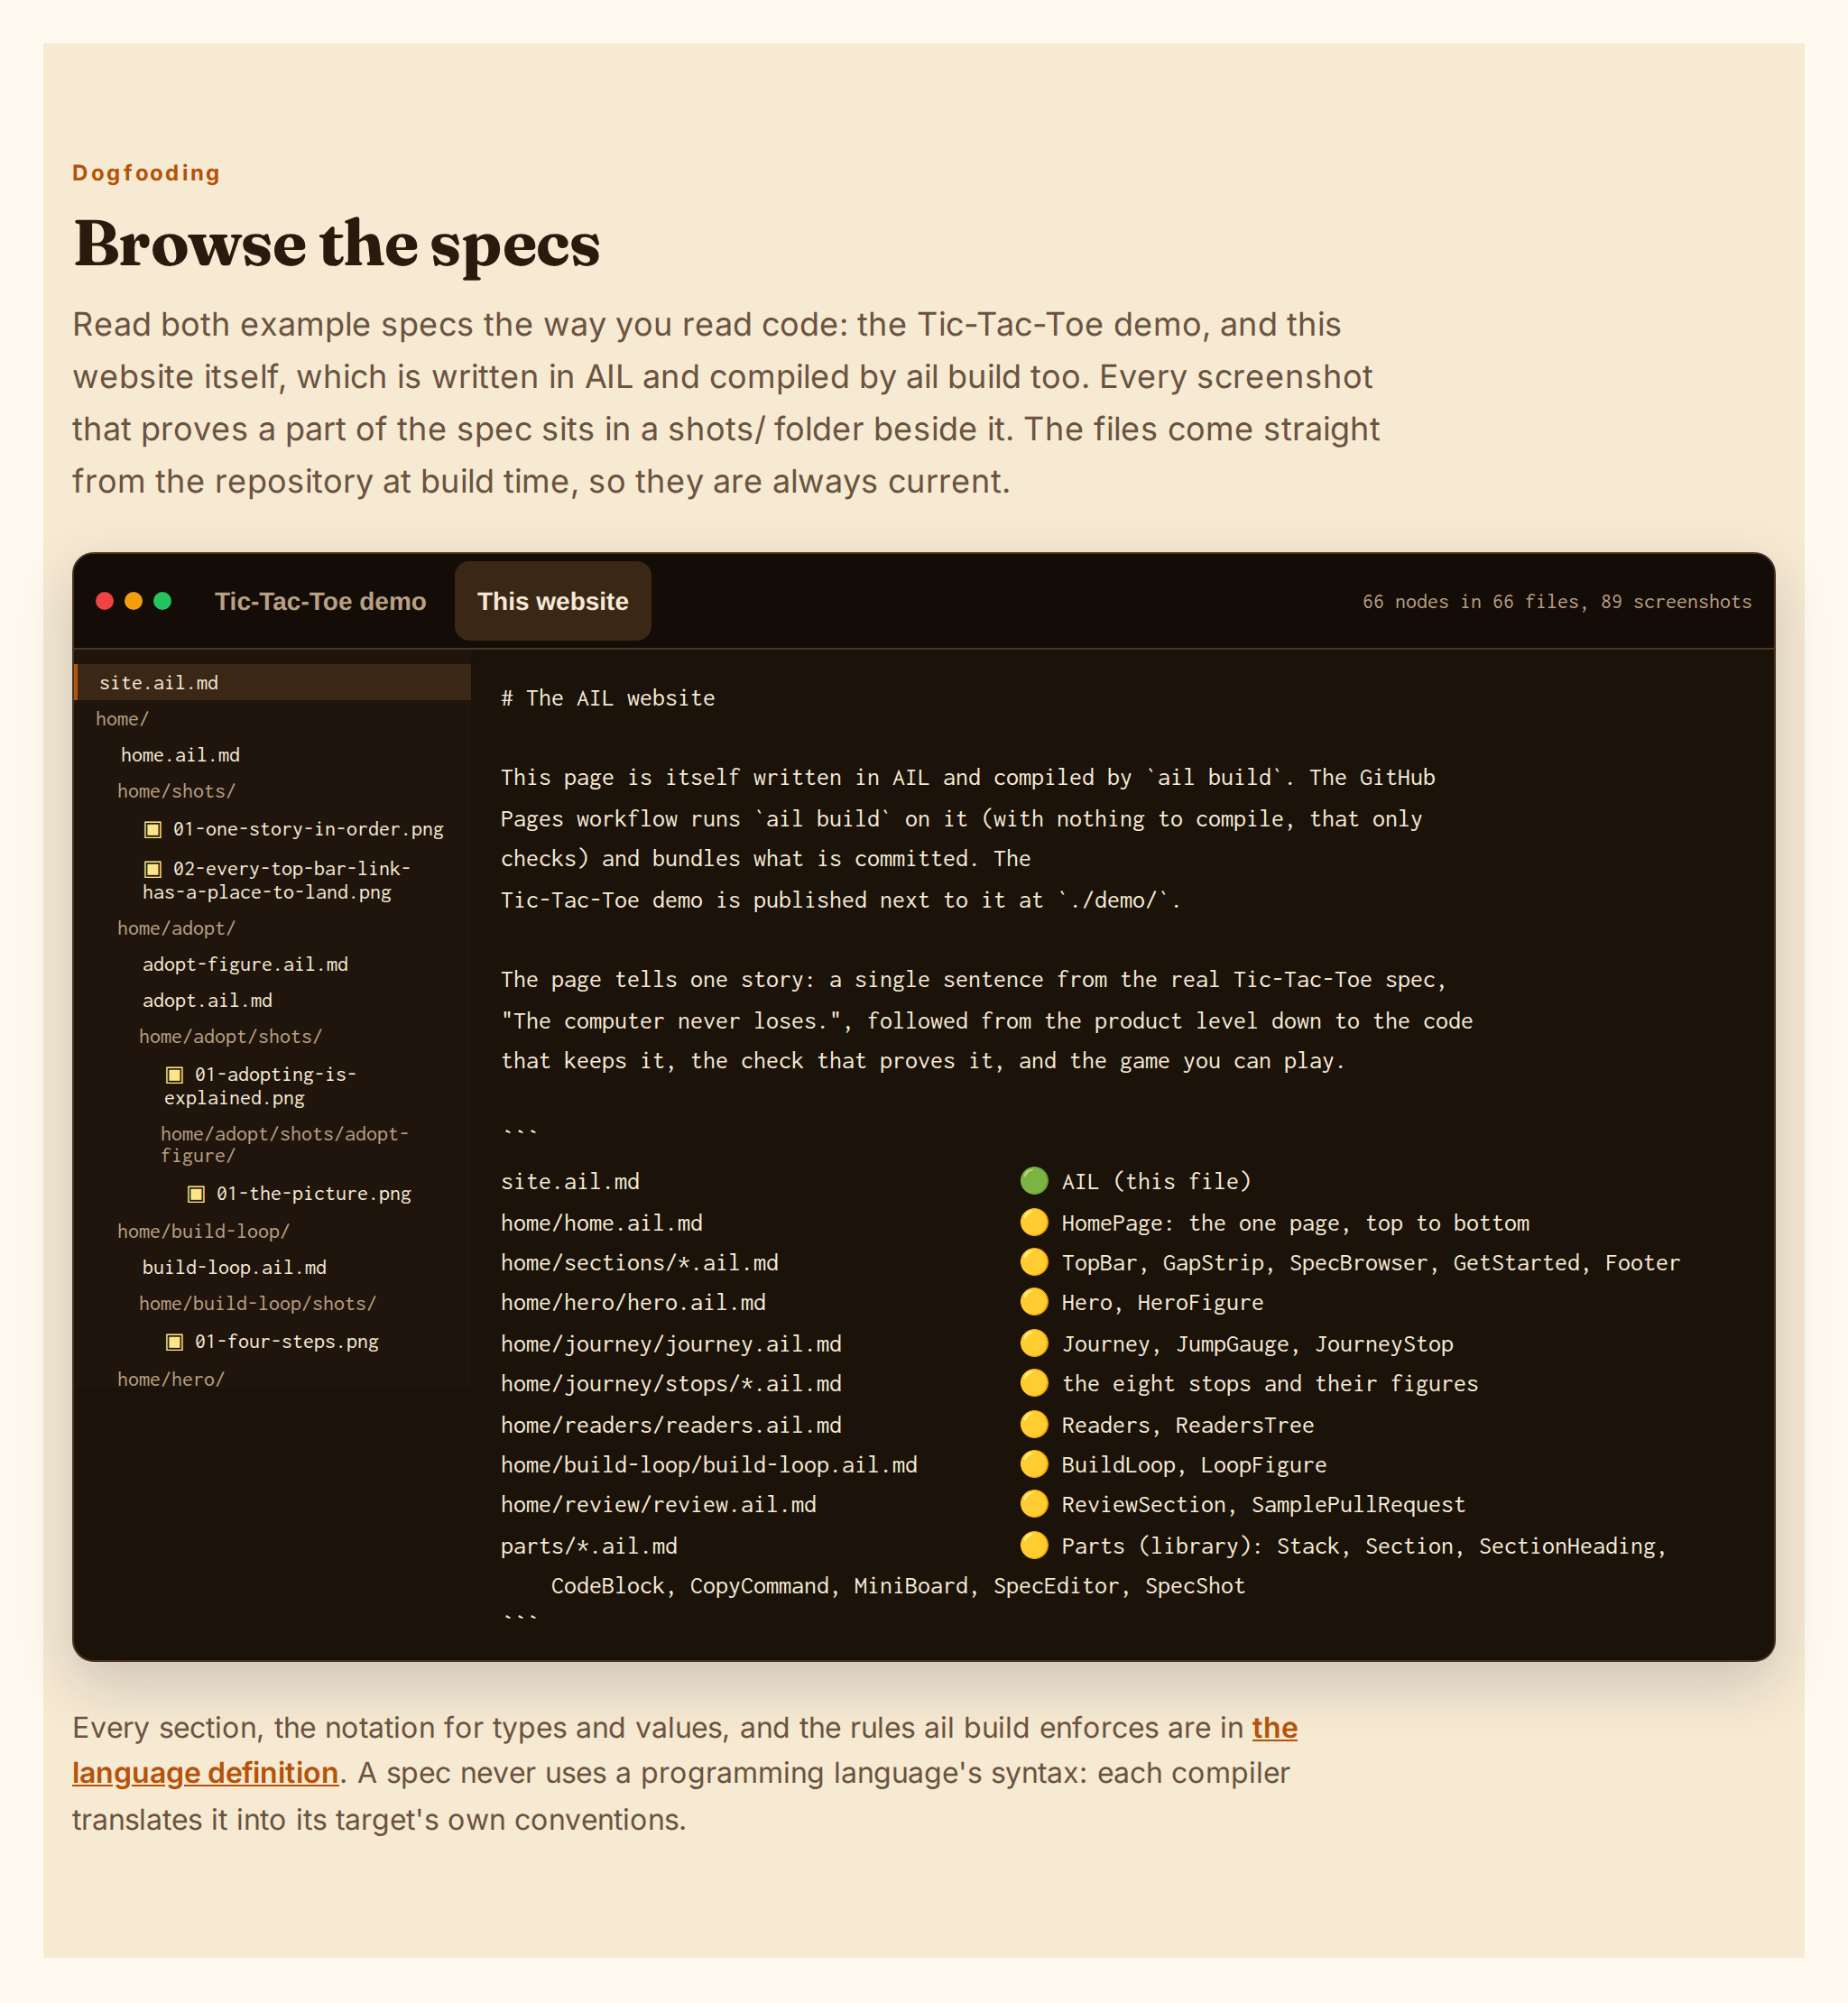 Dogfooding
Browse the specs
Read both example specs the way you read code: the Tic-Tac-Toe demo, and this
website itself, which is written in AIL and compiled by ail build too. Every screenshot
that proves a part of the spec sits in a shots/ folder beside it. The files come straight
from the repository at build time, so they are always current.
Tic-Tac-Toe demo
This website
66 nodes in 66 files, 89 screenshots
site.ail.md
home/
home.ail.md
home/shots/
01-one-story-in-order.png
02-every-top-bar-link-
has-a-place-to-land.png
home/adopt/
adopt-figure.ail.md
adopt.ail.md
home/adopt/shots/
01-adopting-is-
explained.png
home/adopt/shots/adopt-
figure/
01-the-picture.png
home/build-loop/
build-loop.ail.md
home/build-loop/shots/
01-four-steps.png
home/hero/
# The AIL website
This page is itself written in AIL and compiled by `ail build`. The GitHub
Pages workflow runs `ail build` on it (with nothing to compile, that only
checks) and bundles what is committed. The
Tic-Tac-Toe demo is published next to it at `./demo/`.
The page tells one story: a single sentence from the real Tic-Tac-Toe spec,
"The computer never loses.", followed from the product level down to the code
that keeps it, the check that proves it, and the game you can play.
```
site.ail.md 🟢 AIL (this file)
home/home.ail.md 🟡 HomePage: the one page, top to bottom
home/sections/*.ail.md 🟡 TopBar, GapStrip, SpecBrowser, GetStarted, Footer
home/hero/hero.ail.md 🟡 Hero, HeroFigure
home/journey/journey.ail.md 🟡 Journey, JumpGauge, JourneyStop
home/journey/stops/*.ail.md 🟡 the eight stops and their figures
home/readers/readers.ail.md 🟡 Readers, ReadersTree
home/build-loop/build-loop.ail.md 🟡 BuildLoop, LoopFigure
home/review/review.ail.md 🟡 ReviewSection, SamplePullRequest
parts/*.ail.md 🟡 Parts (library): Stack, Section, SectionHeading,
CodeBlock, CopyCommand, MiniBoard, SpecEditor, SpecShot
```
Every section, the notation for types and values, and the rules ail build enforces are in the
language definition. A spec never uses a programming language's syntax: each compiler
translates it into its target's own conventions.